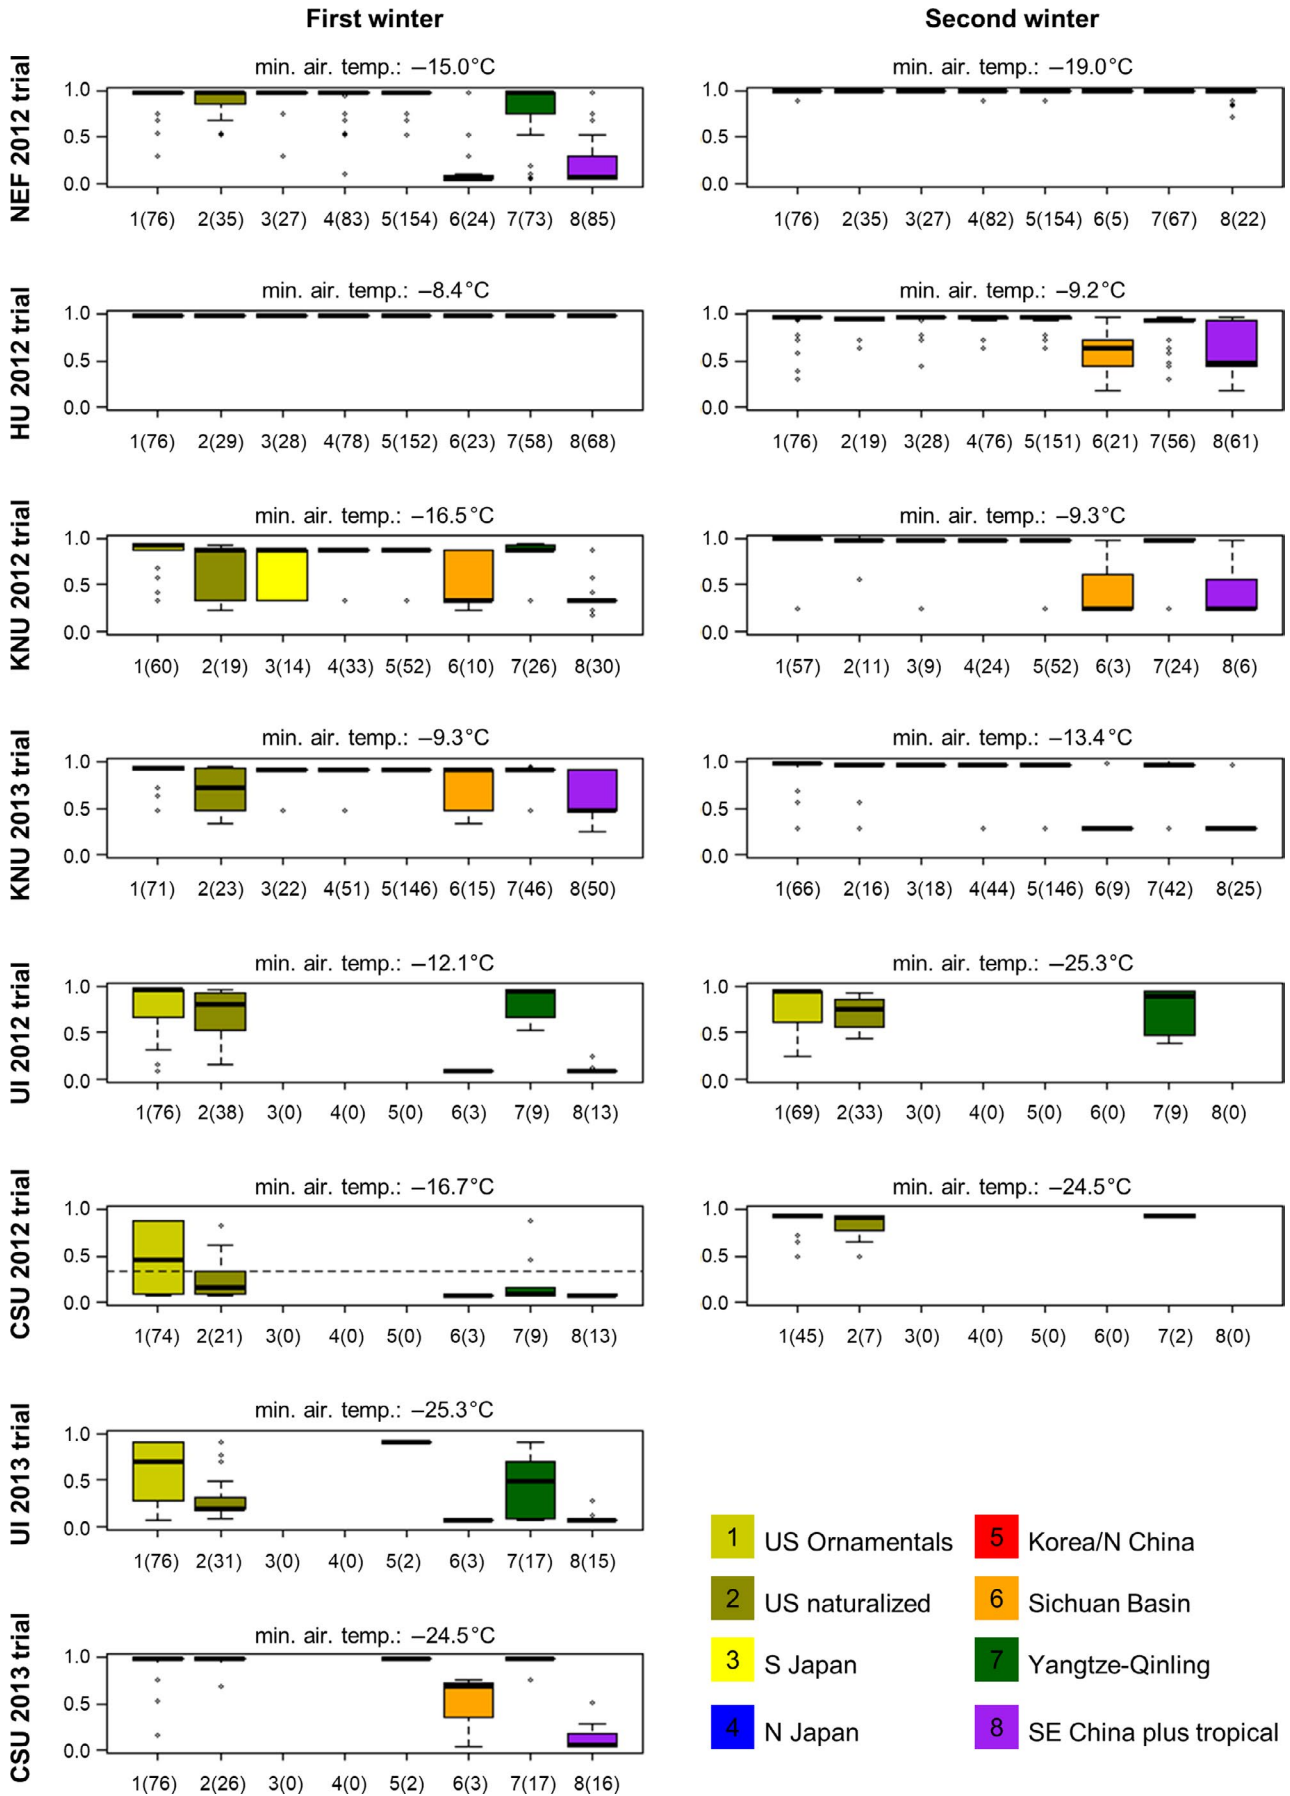 First winter Second winter
NEF 2012 trial
min. air. temp.: –15.0°C min. air. temp.: –19.0°C
1.0 1.0
0.5 0.5
0.0 0.0
1(76) 2(35) 3(27) 4(83) 5(154) 6(24) 7(73) 8(85) 1(76) 2(35) 3(27) 4(82) 5(154) 6(5) 7(67) 8(22)
HU 2012 trial
min. air. temp.: –8.4°C min. air. temp.: –9.2°C
1.0 1.0
0.5 0.5
0.0 0.0
1(76) 2(29) 3(28) 4(78) 5(152) 6(23) 7(58) 8(68) 1(76) 2(19) 3(28) 4(76) 5(151) 6(21) 7(56) 8(61)
KNU 2012 trial
min. air. temp.: –16.5°C min. air. temp.: –9.3°C
1.0 1.0
0.5 0.5
0.0 0.0
1(60) 2(19) 3(14) 4(33) 5(52) 6(10) 7(26) 8(30) 1(57) 2(11) 3(9) 4(24) 5(52) 6(3) 7(24) 8(6)
KNU 2013 trial
min. air. temp.: –9.3°C min. air. temp.: –13.4°C
1.0 1.0
0.5 0.5
0.0 0.0
1(71) 2(23) 3(22) 4(51) 5(146) 6(15) 7(46) 8(50) 1(66) 2(16) 3(18) 4(44) 5(146) 6(9) 7(42) 8(25)
UI 2012 trial
min. air. temp.: –12.1°C min. air. temp.: –25.3°C
1.0 1.0
0.5 0.5
0.0 0.0
1(76) 2(38) 3(0) 4(0) 5(0) 6(3) 7(9) 8(13) 1(69) 2(33) 3(0) 4(0) 5(0) 6(0) 7(9) 8(0)
CSU 2012 trial
min. air. temp.: –16.7°C min. air. temp.: –24.5°C
1.0 1.0
0.5 0.5
0.0 0.0
1(74) 2(21) 3(0) 4(0) 5(0) 6(3) 7(9) 8(13) 1(45) 2(7) 3(0) 4(0) 5(0) 6(0) 7(2) 8(0)
UI 2013 trial
min. air. temp.: –25.3°C
1.0
0.5
0.0
1(76) 2(31) 3(0) 4(0) 5(2) 6(3) 7(17) 8(15)
CSU 2013 trial
min. air. temp.: –24.5°C
1.0
0.5
0.0
1(76) 2(26) 3(0) 4(0) 5(2) 6(3) 7(17) 8(16)
1 US Ornamentals 5 Korea/N China
2 US naturalized 6 Sichuan Basin
3 S Japan 7 Yangtze-Qinling
4 N Japan 8 SE China plus tropical